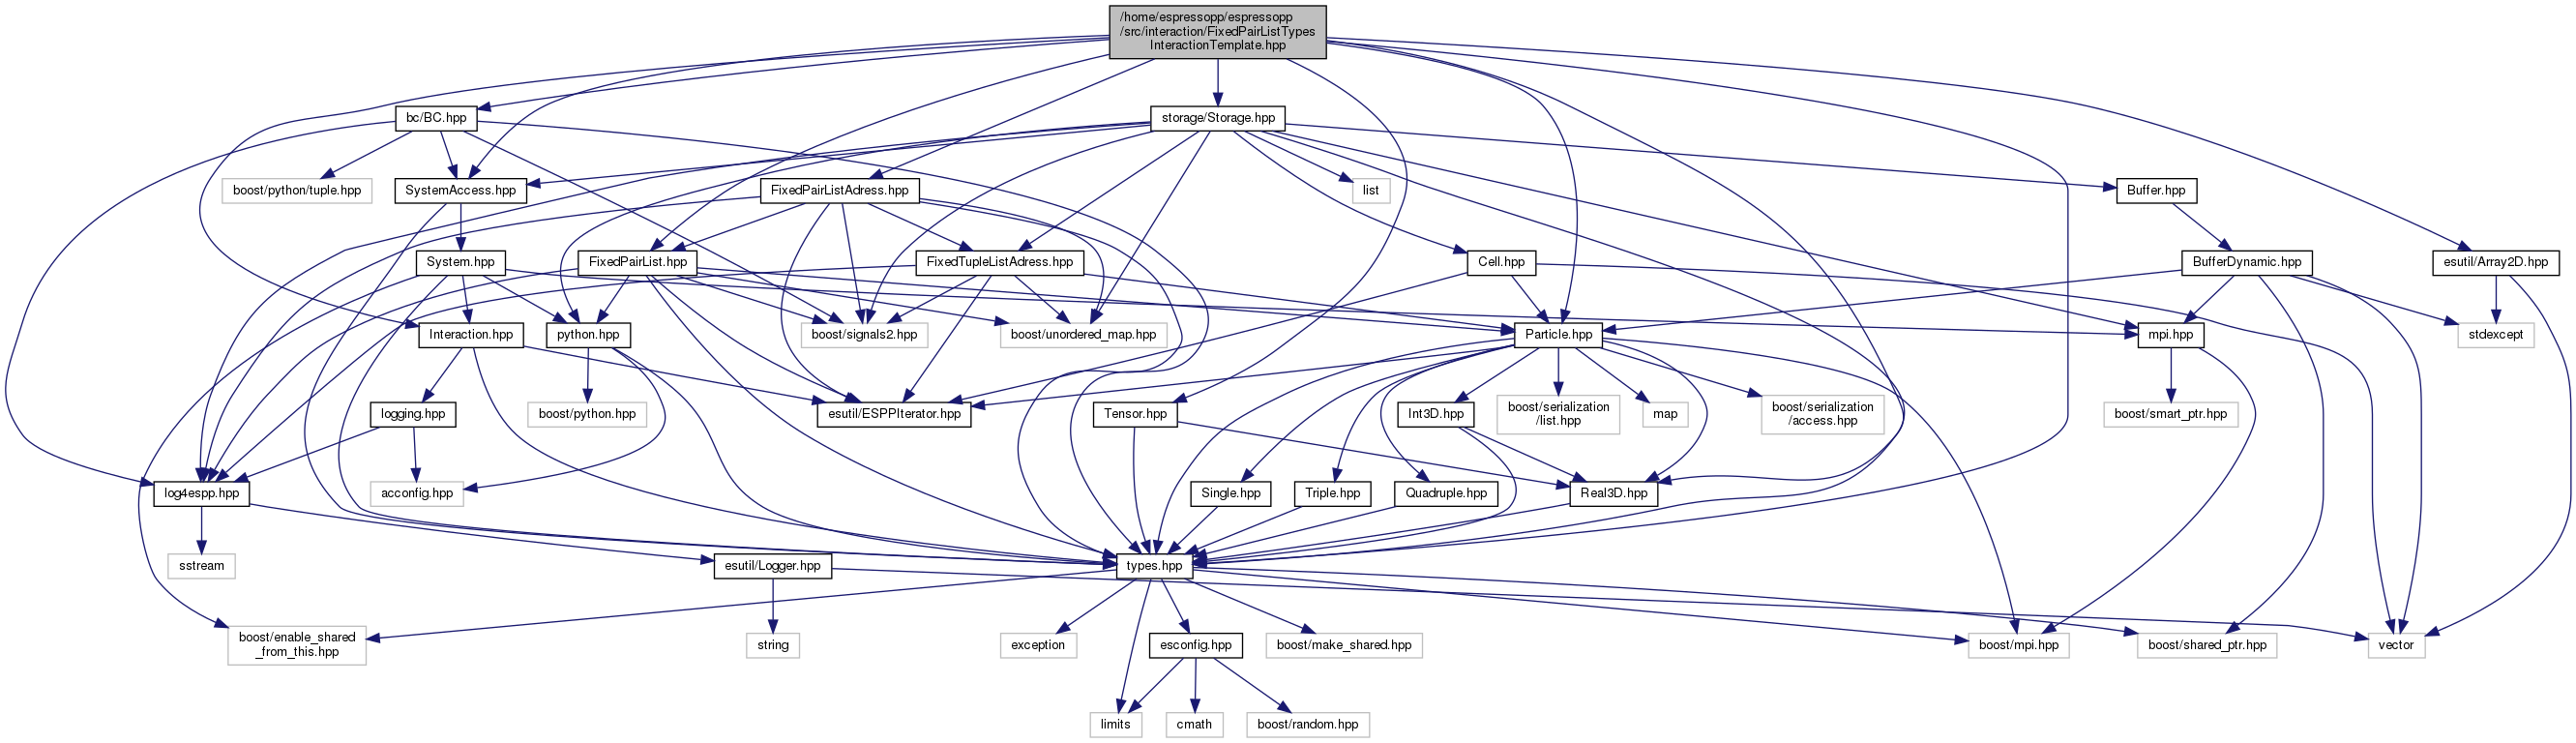 /home/espressopp/espressopp
/src/interaction/FixedPairListTypes
InteractionTemplate.hpp
bc/BC.hpp
storage/Storage.hpp
boost/python/tuple.hpp
SystemAccess.hpp
FixedPairListAdress.hpp
list
Buffer.hpp
System.hpp
FixedPairList.hpp
FixedTupleListAdress.hpp
Cell.hpp
BufferDynamic.hpp
esutil/Array2D.hpp
Interaction.hpp
python.hpp
boost/signals2.hpp
boost/unordered_map.hpp
Particle.hpp
mpi.hpp
stdexcept
logging.hpp
boost/python.hpp
esutil/ESPPIterator.hpp
Tensor.hpp
Int3D.hpp
boost/serialization
/list.hpp
map
boost/serialization
/access.hpp
boost/smart_ptr.hpp
log4espp.hpp
acconfig.hpp
Single.hpp
Triple.hpp
Quadruple.hpp
Real3D.hpp
sstream
esutil/Logger.hpp
types.hpp
boost/enable_shared
_from_this.hpp
string
exception
esconfig.hpp
boost/make_shared.hpp
boost/mpi.hpp
boost/shared_ptr.hpp
vector
limits
cmath
boost/random.hpp